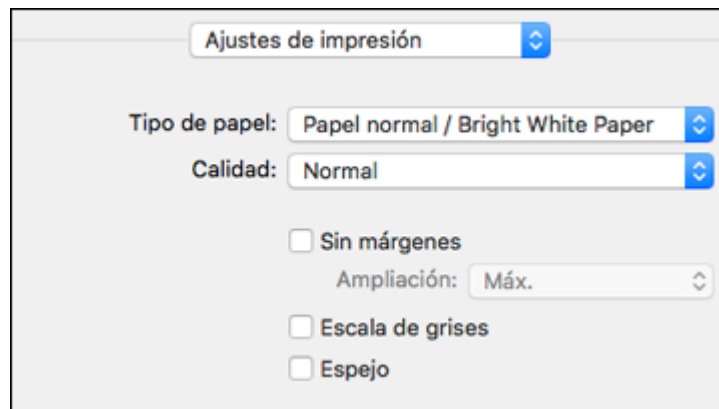 Ajustes de impresión
Tipo de papel: Papel normal / Bright White Paper
Calidad: Normal
Sin márgenes
Ampliación: Máx.
Escala de grises
Espejo